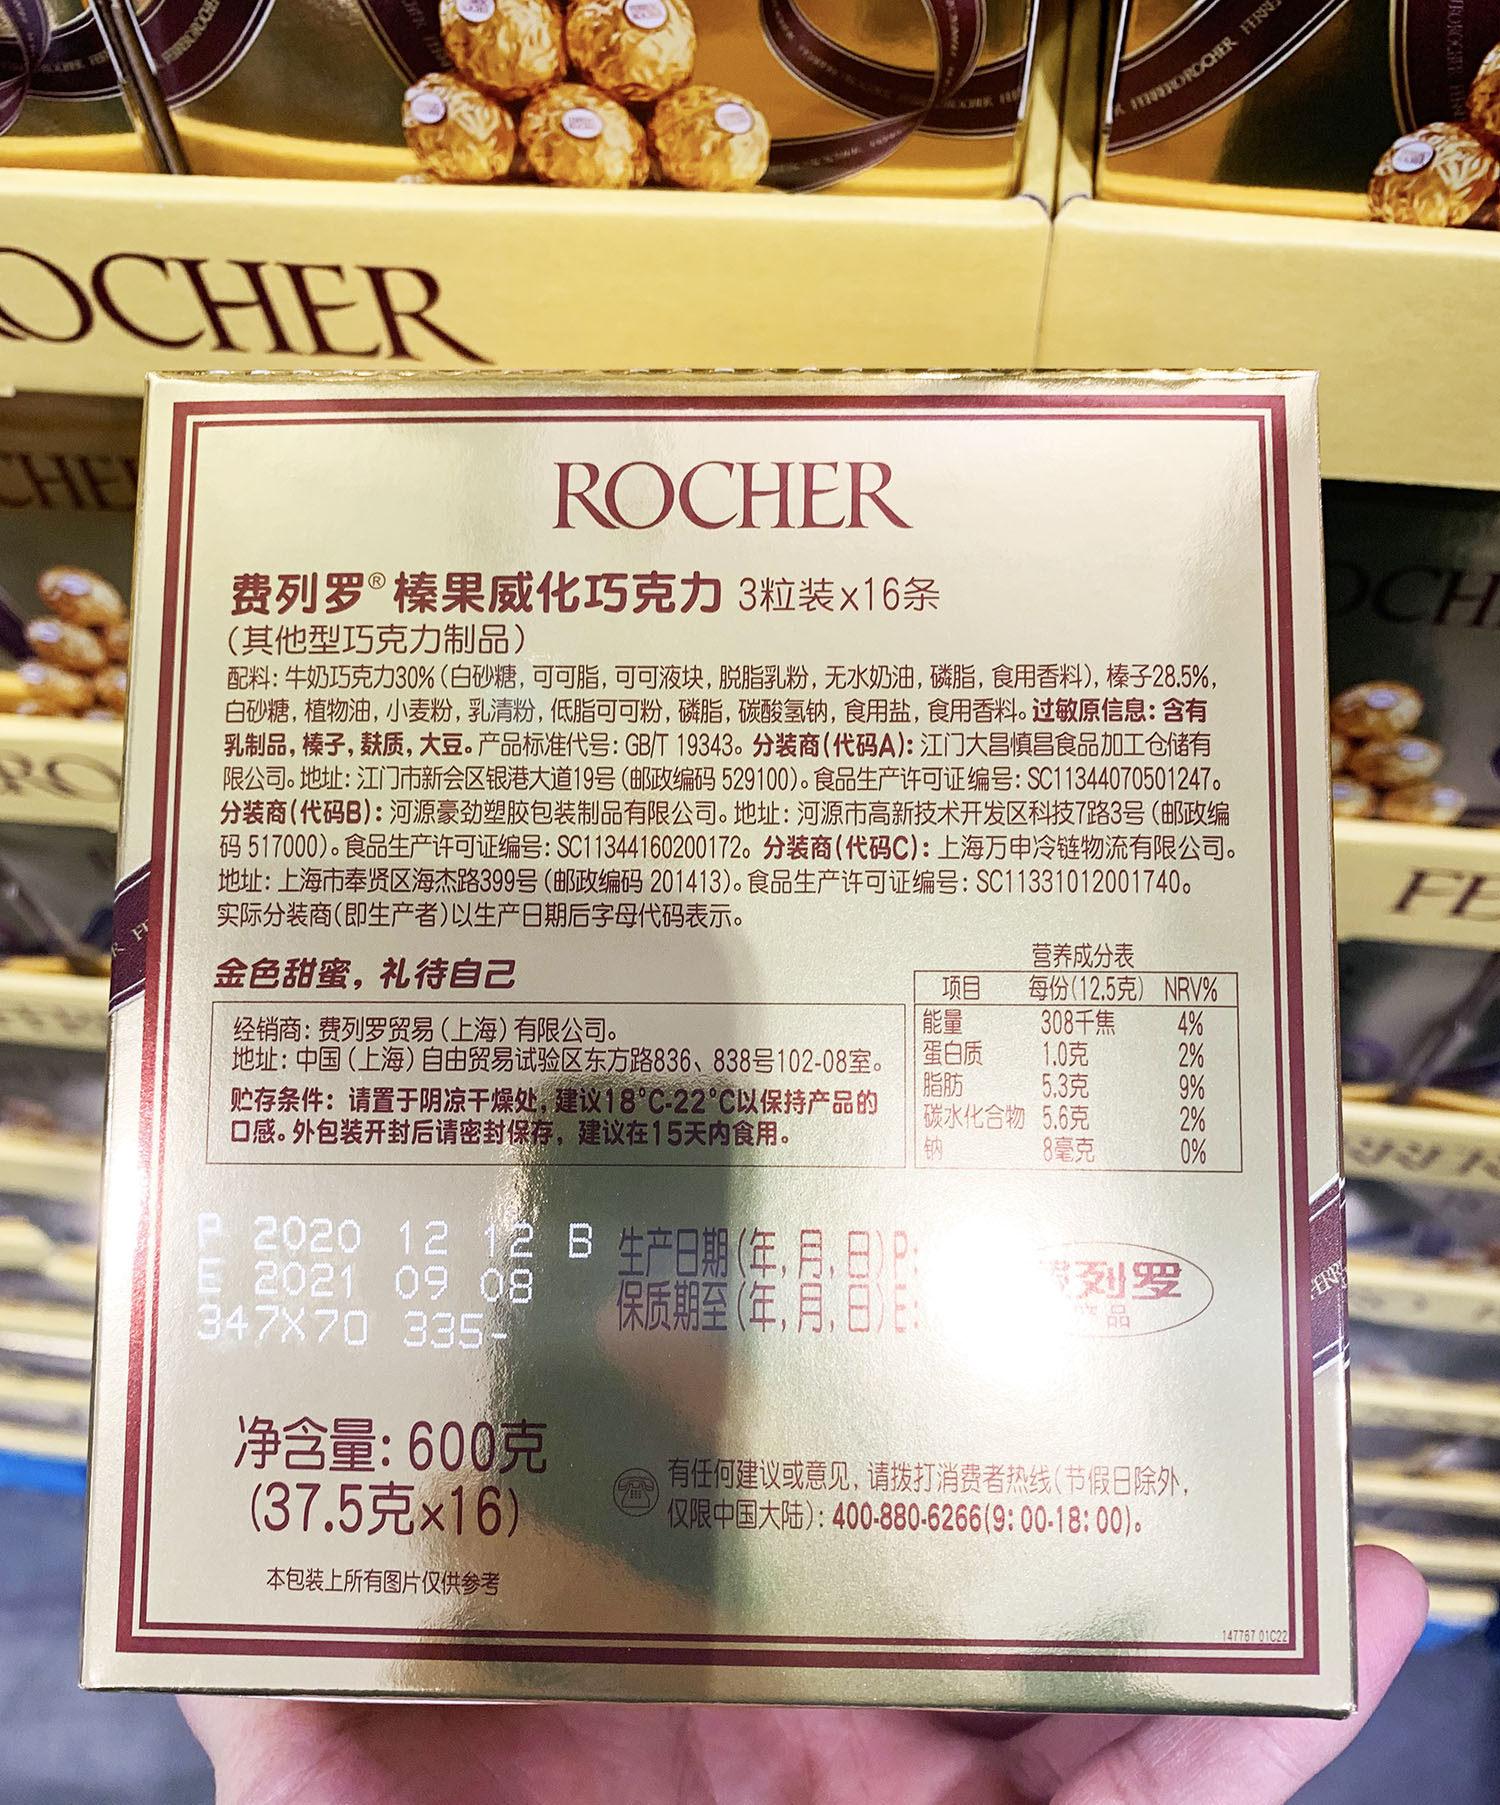 FERRERO ROCHER
ROCHER
ROCHER
费列罗® 榛果威化巧克力 3粒装x16条
（其他型巧克力制品）
配料：牛奶巧克力30%（白砂糖，可可脂，可可液块，脱脂乳粉，无水奶油，磷脂，食用香料），榛子28.5%，
白砂糖，植物油，小麦粉，乳清粉，低脂可可粉，磷脂，碳酸氢钠，食用盐，食用香料。过敏原信息：含有
乳制品，榛子，麸质，大豆。产品标准代号：GB/T 19343。分装商（代码A）：江门大昌慎昌食品加工仓储有
限公司。地址：江门市新会区银港大道19号（邮政编码 529100）。食品生产许可证编号：SC11344070501247。
分装商（代码B）：河源豪劲塑胶包装制品有限公司。地址：河源市高新技术开发区科技7路3号（邮政编
码 517000）。食品生产许可证编号：SC11344160200172。分装商（代码C）：上海万申冷链物流有限公司。
地址：上海市奉贤区海杰路399号（邮政编码 201413）。食品生产许可证编号：SC11331012001740。
实际分装商（即生产者）以生产日期后字母代码表示。
金色甜蜜，礼待自己
经销商：费列罗贸易（上海）有限公司。
地址：中国（上海）自由贸易试验区东方路836、838号102-08室。
贮存条件：请置于阴凉干燥处，建议18°C-22°C以保持产品的
口感。外包装开封后请密封保存，建议在15天内食用。
营养成分表
项目 每份(12.5克) NRV%
能量 308千焦 4%
蛋白质 1.0克 2%
脂肪 5.3克 9%
碳水化合物 5.6克 2%
钠 8毫克 0%
P 2020 12 12 B
E 2021 09 08
347X70 335-
生产日期（年，月，日）P：
保质期至（年，月，日）E：
费列罗
品
净含量：600克
(37.5克x16)
本包装上所有图片仅供参考
有任何建议或意见，请拨打消费者热线（节假日除外，
仅限中国大陆）：400-880-6266(9:00-18:00)。
147767 01C22